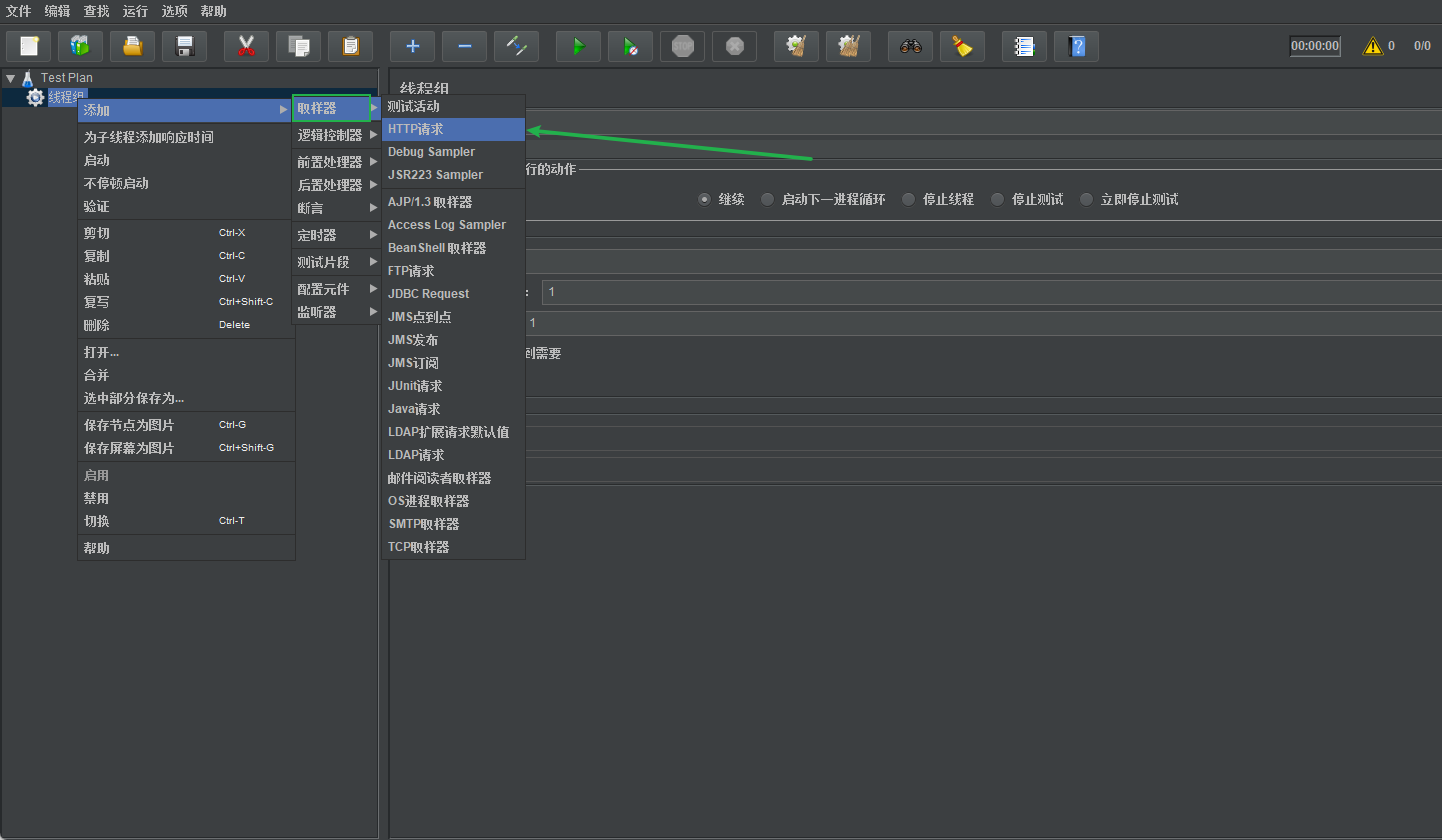 文件 编辑 查找 运行 选项 帮助
STOP
00:00:00
0
0/0
Test Plan
线程组
添加
为子线程添加响应时间
启动
不停顿启动
验证
剪切 Ctrl-X
复制 Ctrl-C
粘贴 Ctrl-V
复写 Ctrl+Shift-C
删除 Delete
打开...
合并
选中部分保存为...
保存节点为图片 Ctrl-G
保存屏幕为图片 Ctrl+Shift-G
启用
禁用
切换 Ctrl-T
帮助
取样器
逻辑控制器
前置处理器
后置处理器
断言
定时器
测试片段
配置元件
监听器
测试活动
HTTP请求
Debug Sampler
JSR223 Sampler
AJP/1.3 取样器
Access Log Sampler
BeanShell 取样器
FTP请求
JDBC Request
JMS点到点
JMS发布
JMS订阅
JUnit请求
Java请求
LDAP扩展请求默认值
LDAP请求
邮件阅读者取样器
OS进程取样器
SMTP取样器
TCP取样器
线程组
行的动作
继续 启动下一进程循环 停止线程 停止测试 立即停止测试
: 1
1
到需要